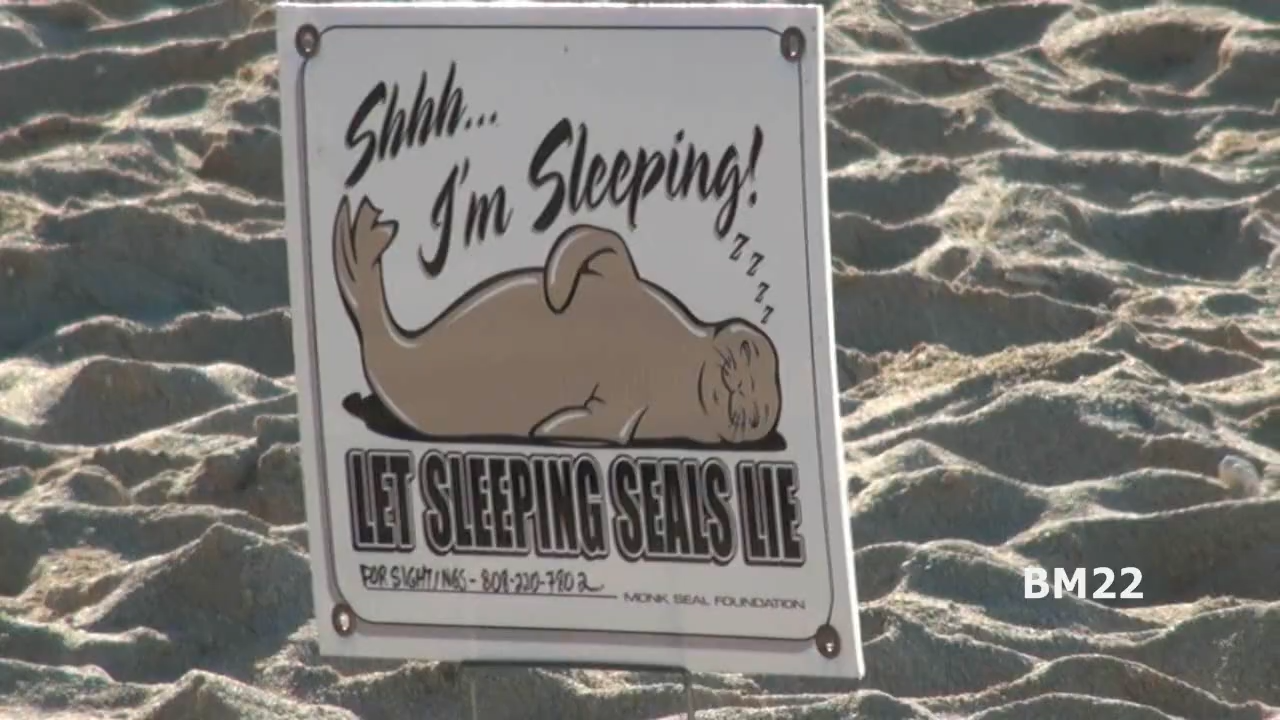 Shhh...
I'm Sleeping!
z
z
z
z
LET SLEEPING SEALS LIE
FOR SIGHTINGS - 808-220-7802
MONK SEAL FOUNDATION
BM22